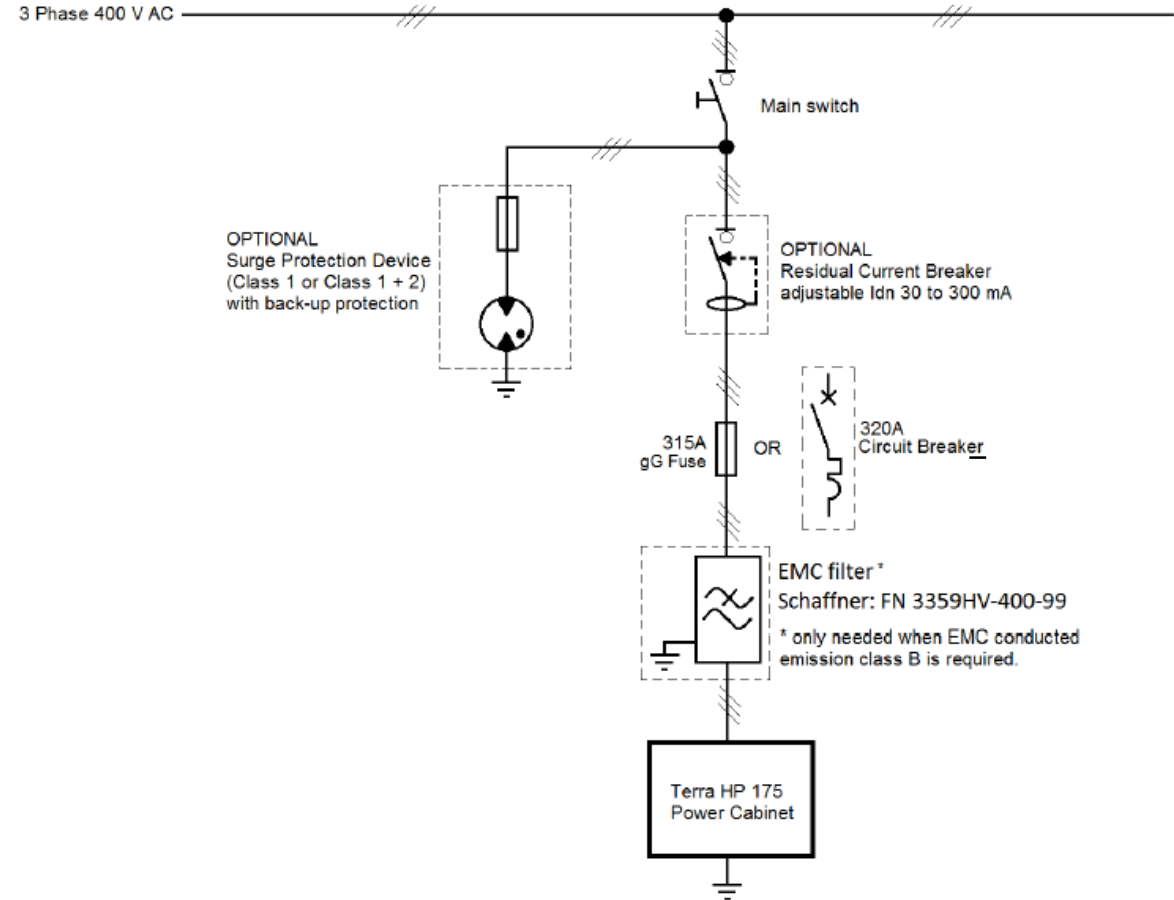 3 Phase 400 V AC
Main switch
OPTIONAL
Surge Protection Device
(Class 1 or Class 1 + 2)
with back-up protection
OPTIONAL
Residual Current Breaker
adjustable Idn 30 to 300 mA
315A
gG Fuse
OR
320A
Circuit Breaker
EMC filter *
Schaffner: FN 3359HV-400-99
* only needed when EMC conducted
emission class B is required.
Terra HP 175
Power Cabinet